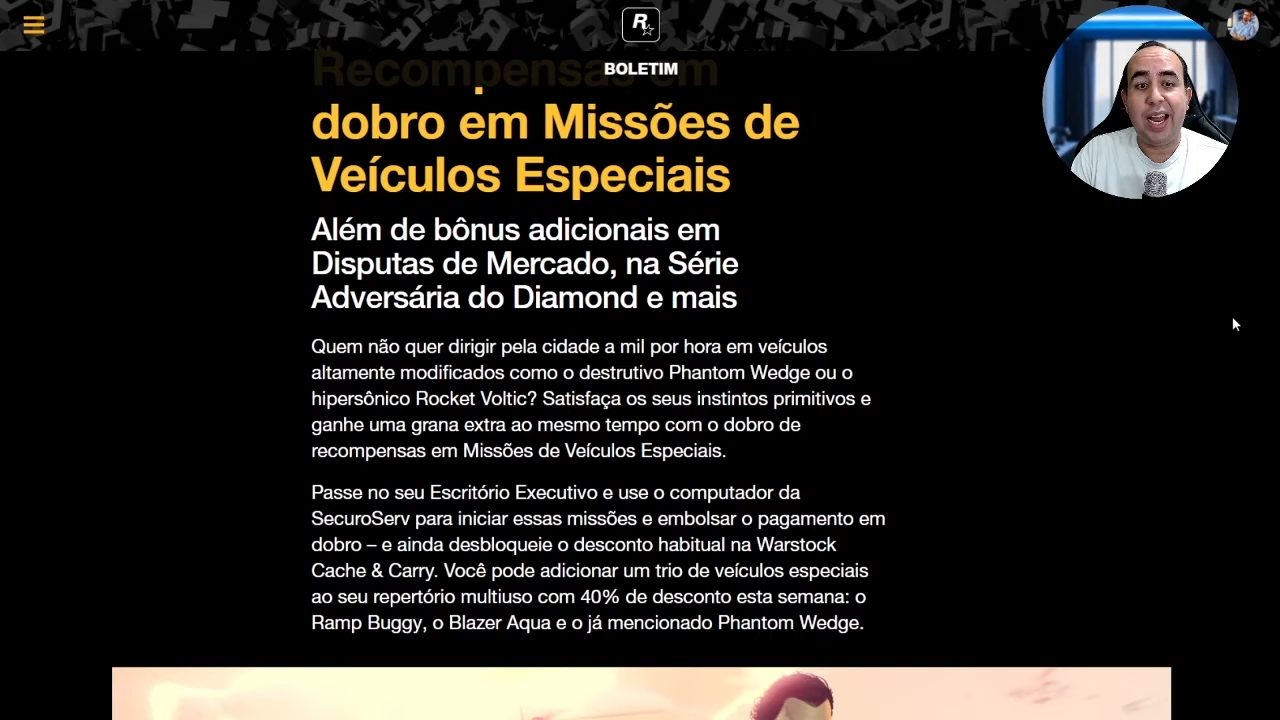 R
BOLETIM
Recompensas em
dobro em Missões de
Veículos Especiais
Além de bônus adicionais em
Disputas de Mercado, na Série
Adversária do Diamond e mais
Quem não quer dirigir pela cidade a mil por hora em veículos
altamente modificados como o destrutivo Phantom Wedge ou o
hipersônico Rocket Voltic? Satisfaça os seus instintos primitivos e
ganhe uma grana extra ao mesmo tempo com o dobro de
recompensas em Missões de Veículos Especiais.
Passe no seu Escritório Executivo e use o computador da
SecuroServ para iniciar essas missões e embolsar o pagamento em
dobro – e ainda desbloqueie o desconto habitual na Warstock
Cache & Carry. Você pode adicionar um trio de veículos especiais
ao seu repertório multiuso com 40% de desconto esta semana: o
Ramp Buggy, o Blazer Aqua e o já mencionado Phantom Wedge.